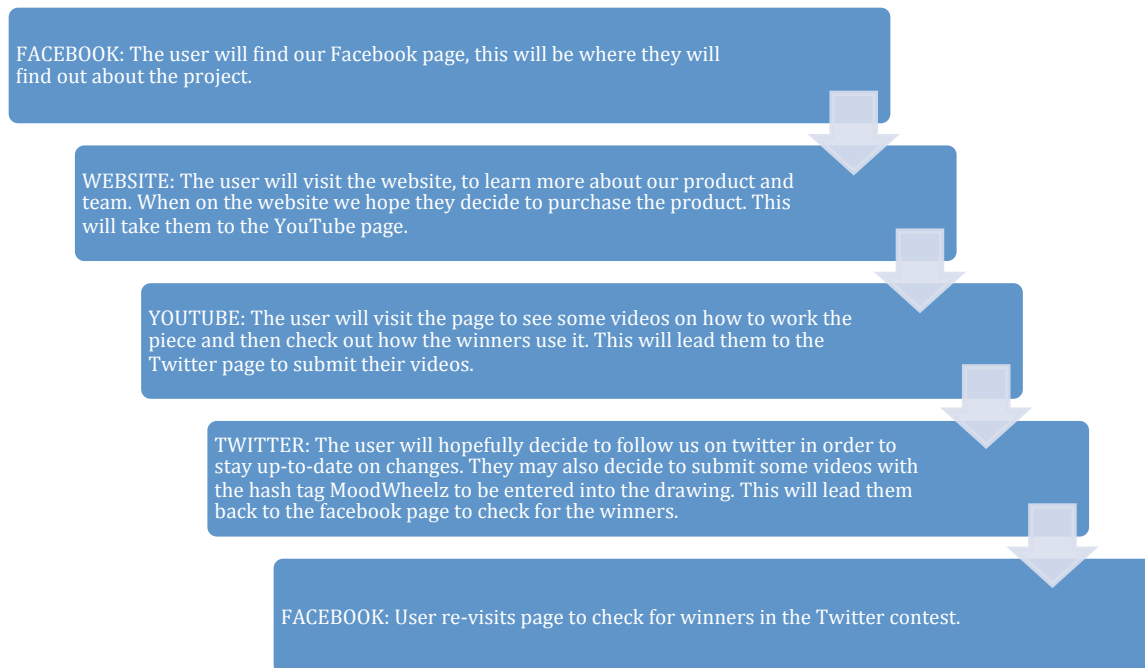 FACEBOOK: The user will find our Facebook page, this will be where they will
find out about the project.
WEBSITE: The user will visit the website, to learn more about our product and
team. When on the website we hope they decide to purchase the product. This
will take them to the YouTube page.
YOUTUBE: The user will visit the page to see some videos on how to work the
piece and then check out how the winners use it. This will lead them to the
Twitter page to submit their videos.
TWITTER: The user will hopefully decide to follow us on twitter in order to
stay up-to-date on changes. They may also decide to submit some videos with
the hash tag MoodWheelz to be entered into the drawing. This will lead them
back to the facebook page to check for the winners.
FACEBOOK: User re-visits page to check for winners in the Twitter contest.